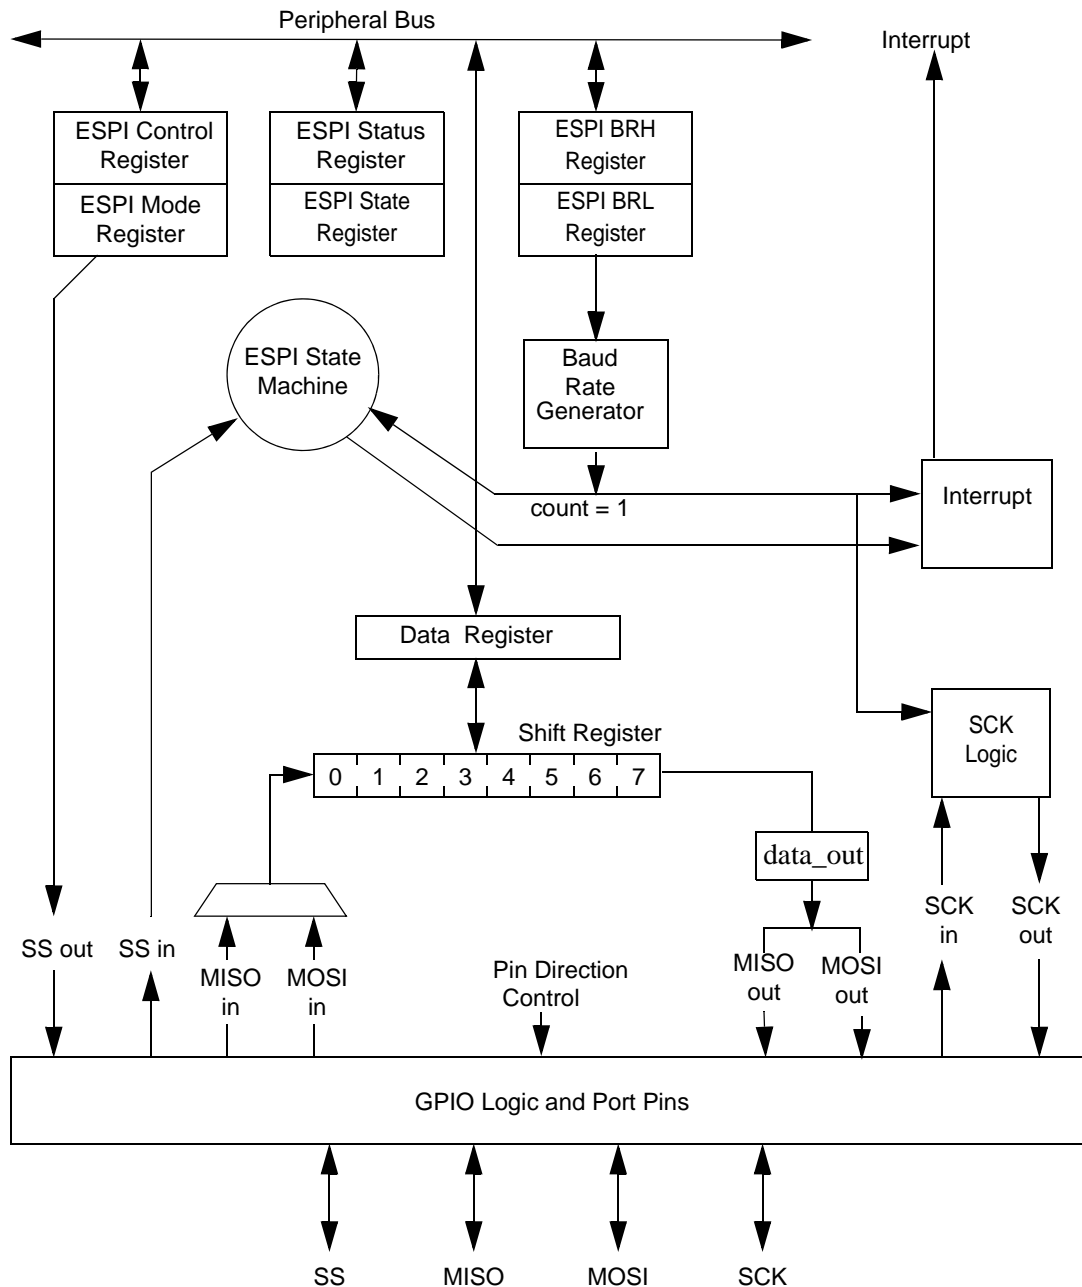 Peripheral Bus
Interrupt
ESPI Control
Register
ESPI Mode
Register
ESPI Status
Register
ESPI State
Register
ESPI BRH
Register
ESPI BRL
Register
ESPI State
Machine
Baud
Rate
Generator
count = 1
Interrupt
Data Register
Shift Register
0 1 2 3 4 5 6 7
SCK
Logic
data_out
SS out
SS in
MISO
in
MOSI
in
Pin Direction
Control
MISO
out
MOSI
out
SCK
in
SCK
out
GPIO Logic and Port Pins
SS
MISO
MOSI
SCK